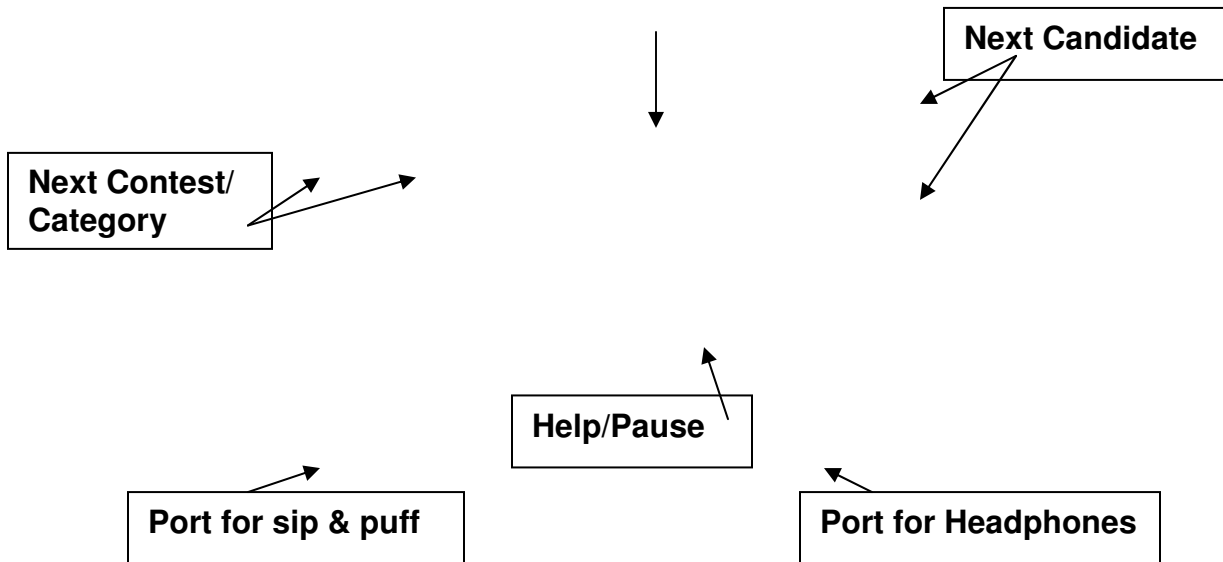 Next Candidate
Next Contest/
Category
Help/Pause
Port for sip & puff
Port for Headphones